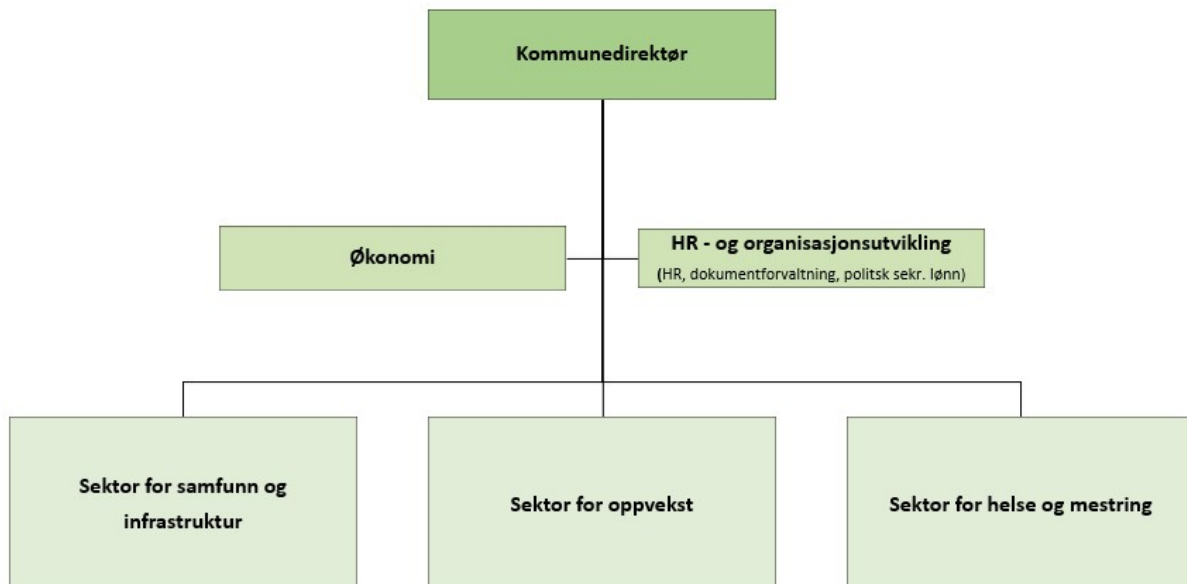 Kommunedirektør
Økonomi
HR - og organisasjonsutvikling
(HR, dokumentforvaltning, politsk sekr. lønn)
Sektor for samfunn og
infrastruktur
Sektor for oppvekst
Sektor for helse og mestring